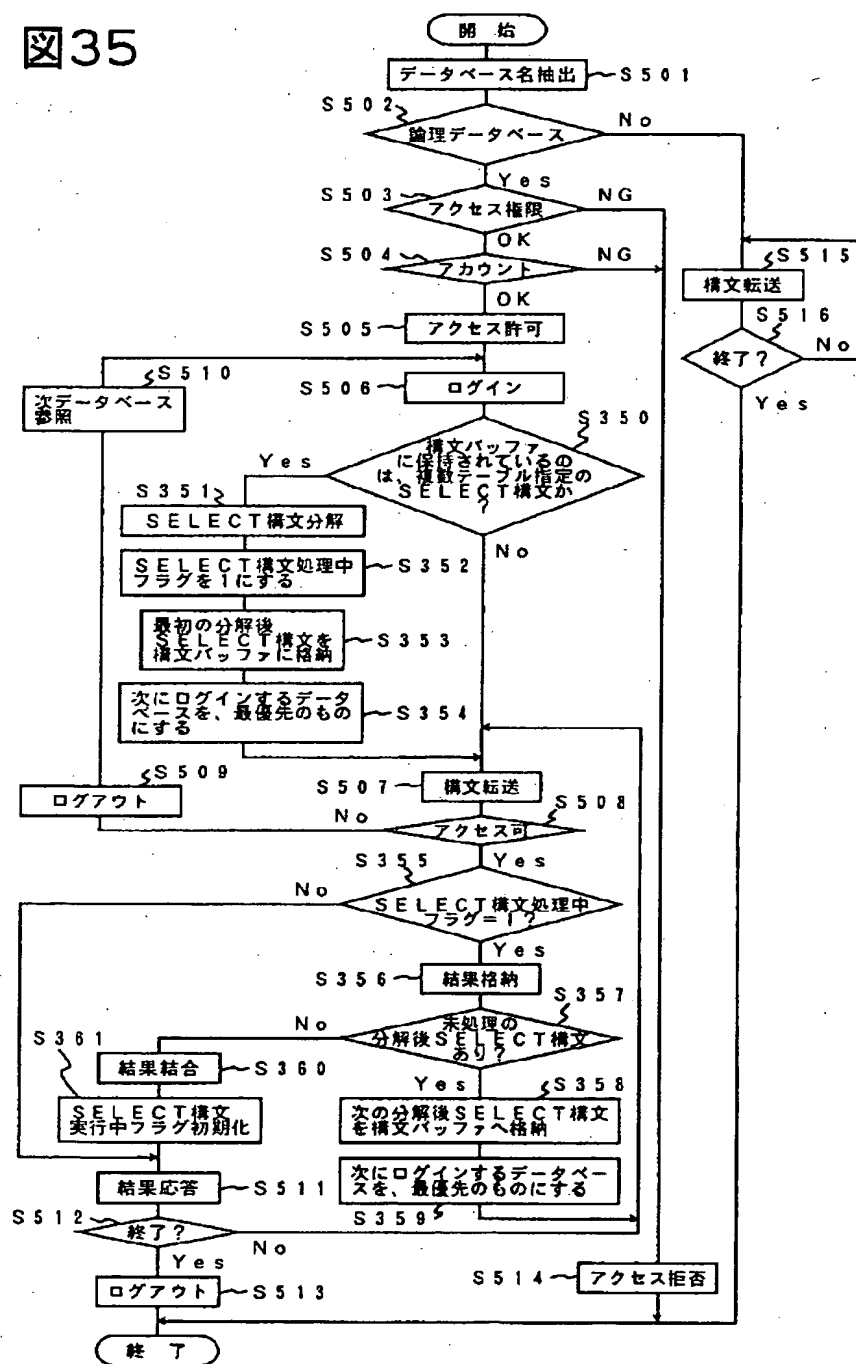 図35
開 始
データベース名抽出
S501
S502
論理データベース
No
Yes
S503
アクセス権限
NG
OK
S504
アカウント
NG
OK
S505
アクセス許可
S515
構文転送
S516
終了?
No
Yes
S510
次データベース
参照
S506
ログイン
S350
構文バッファ
に保持されているの
は、複数テーブル指定の
SELECT構文か
?
Yes
No
S351
SELECT構文分解
SELECT構文処理中
フラグを1にする
S352
最初の分解後
SELECT構文を
構文バッファに格納
S353
次にログインするデータ
ベースを、最優先のもの
にする
S354
S509
ログアウト
S507
構文転送
S508
アクセス可
No
Yes
S355
SELECT構文処理中
フラグ=1?
No
Yes
S356
結果格納
S357
未処理の
分解後SELECT構文
あり?
No
Yes
S361
結果結合
S360
SELECT構文
実行中フラグ初期化
S358
次の分解後SELECT構文
を構文バッファへ格納
次にログインするデータベー
スを、最優先のものにする
S359
結果応答
S511
S512
終了?
No
Yes
ログアウト
S513
S514
アクセス拒否
終 了